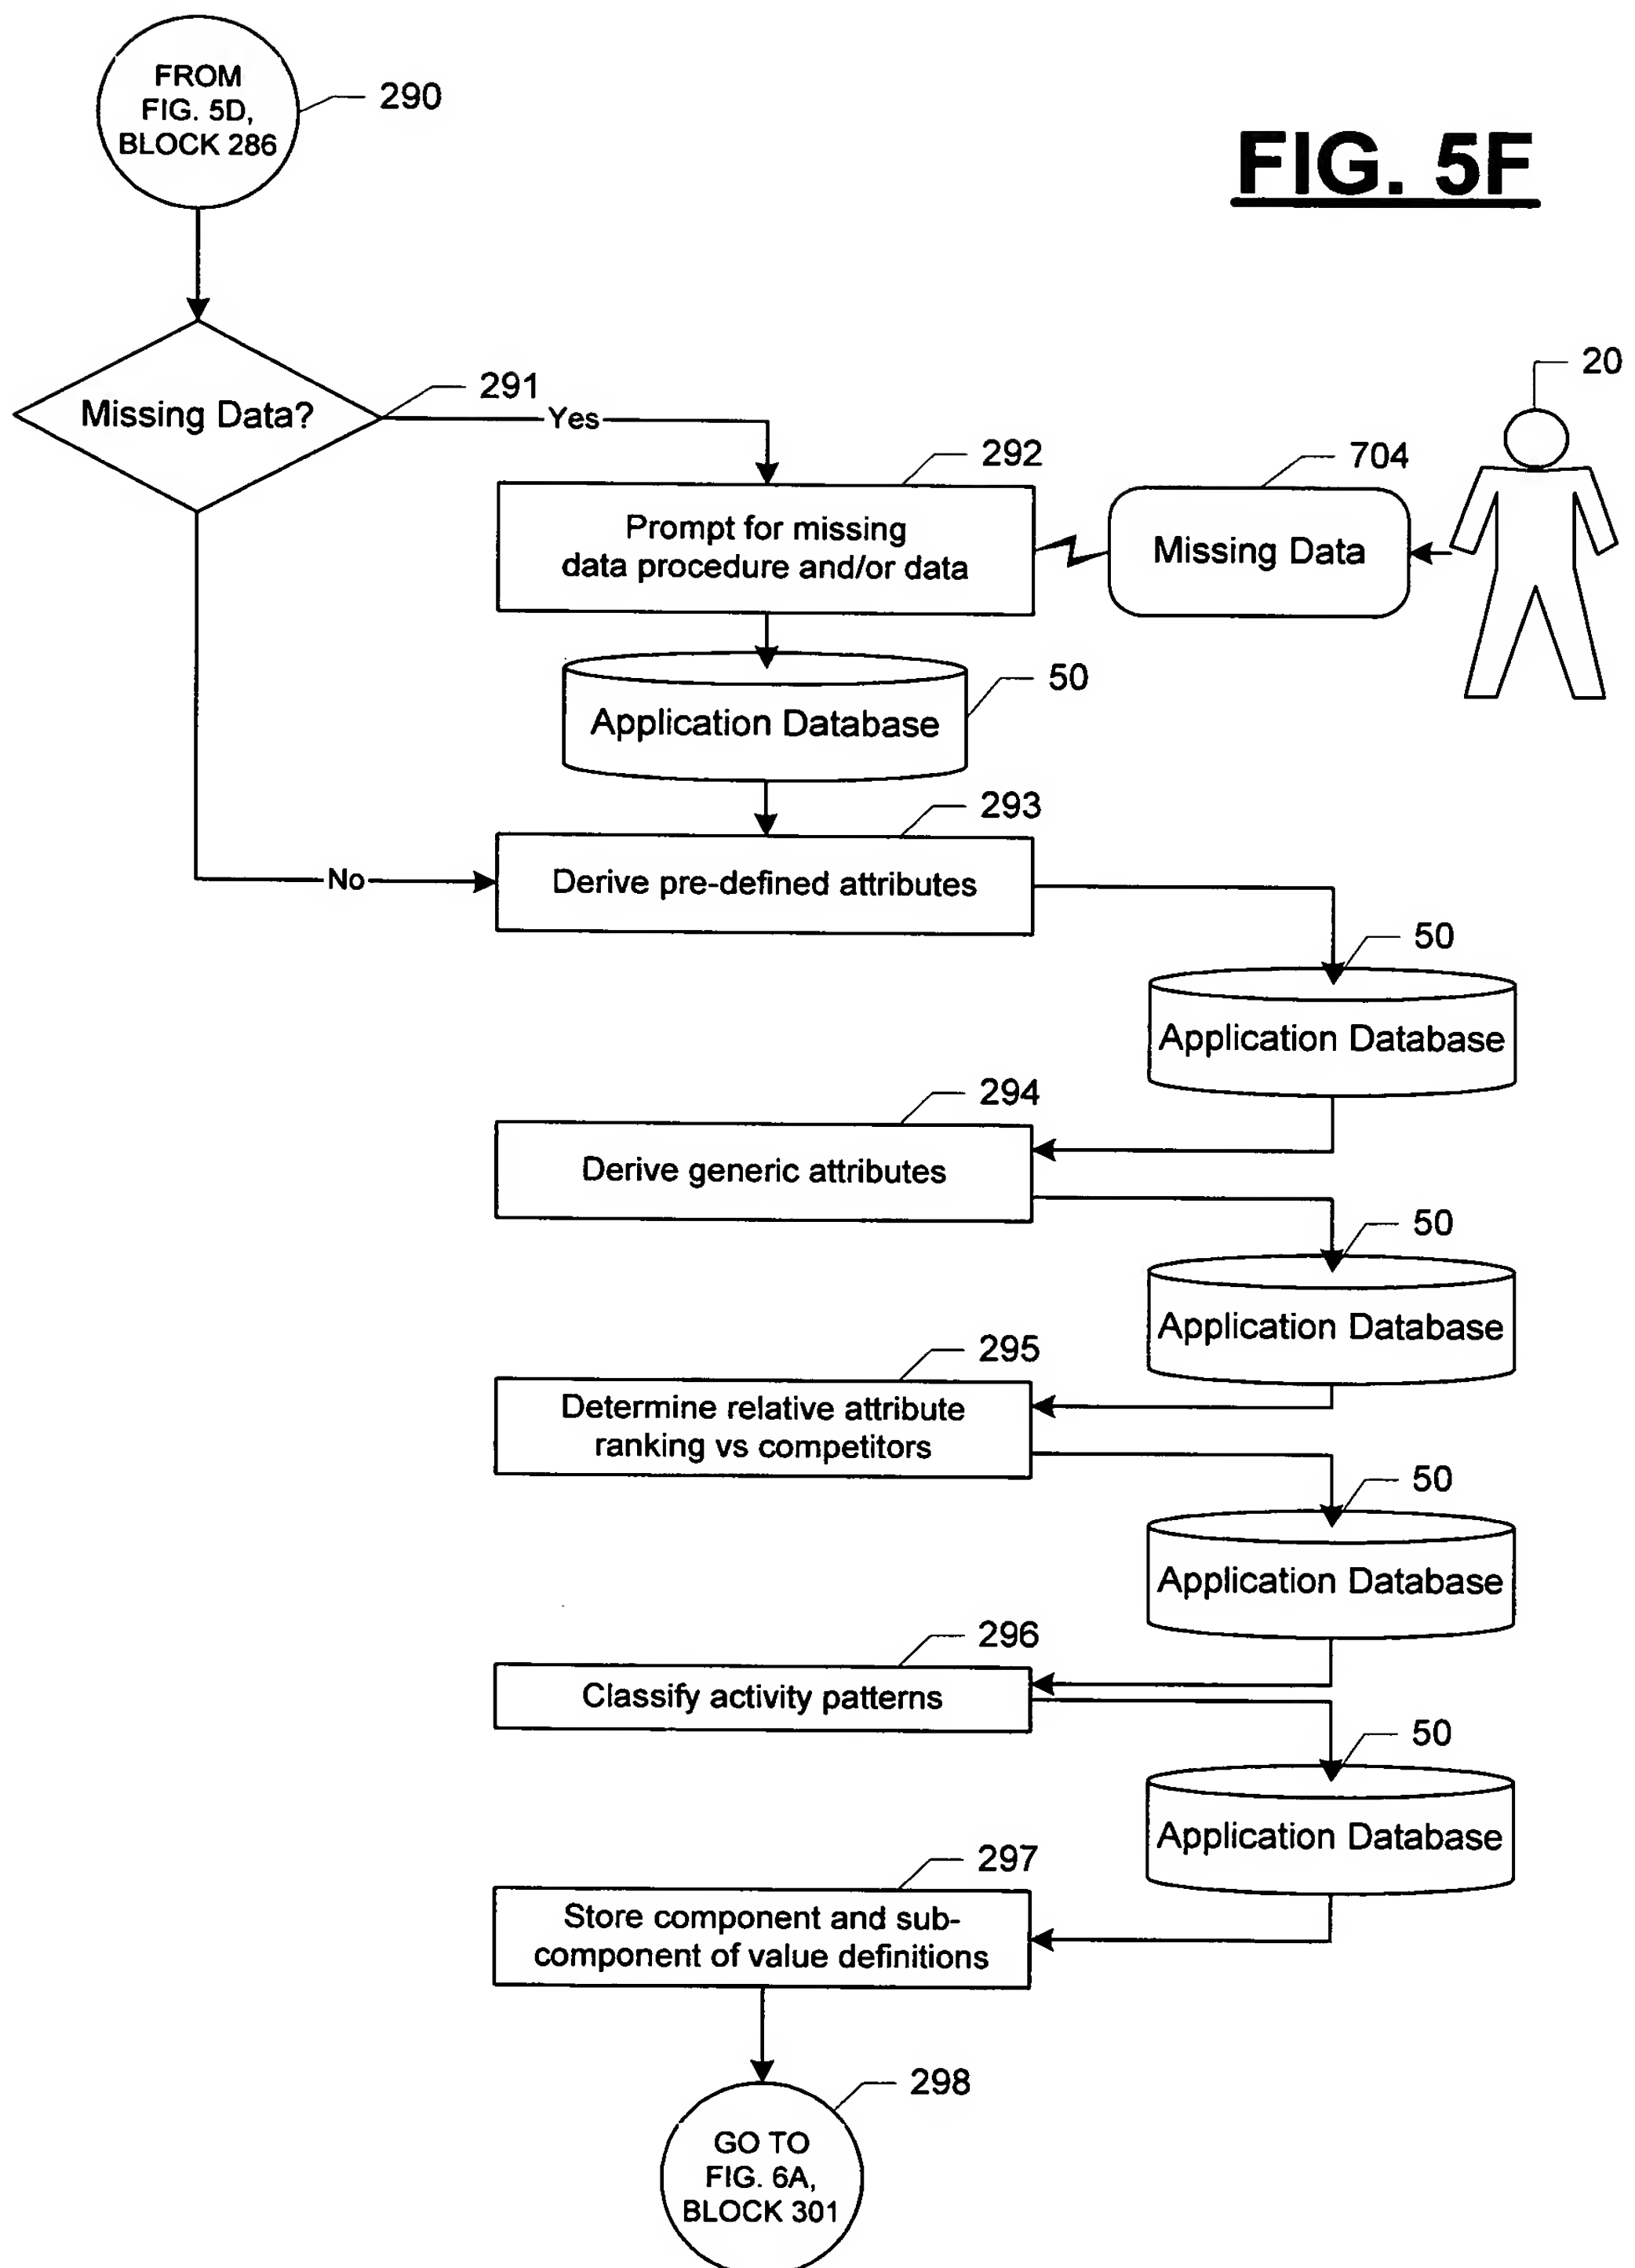 FROM
FIG. 5D,
BLOCK 286
290
FIG. 5F
Missing Data?
291
Yes
20
292
704
Prompt for missing
data procedure and/or data
Missing Data
50
Application Database
293
No
Derive pre-defined attributes
50
Application Database
294
Derive generic attributes
50
Application Database
295
Determine relative attribute
ranking vs competitors
50
Application Database
296
Classify activity patterns
50
Application Database
297
Store component and sub-
component of value definitions
298
GO TO
FIG. 6A,
BLOCK 301